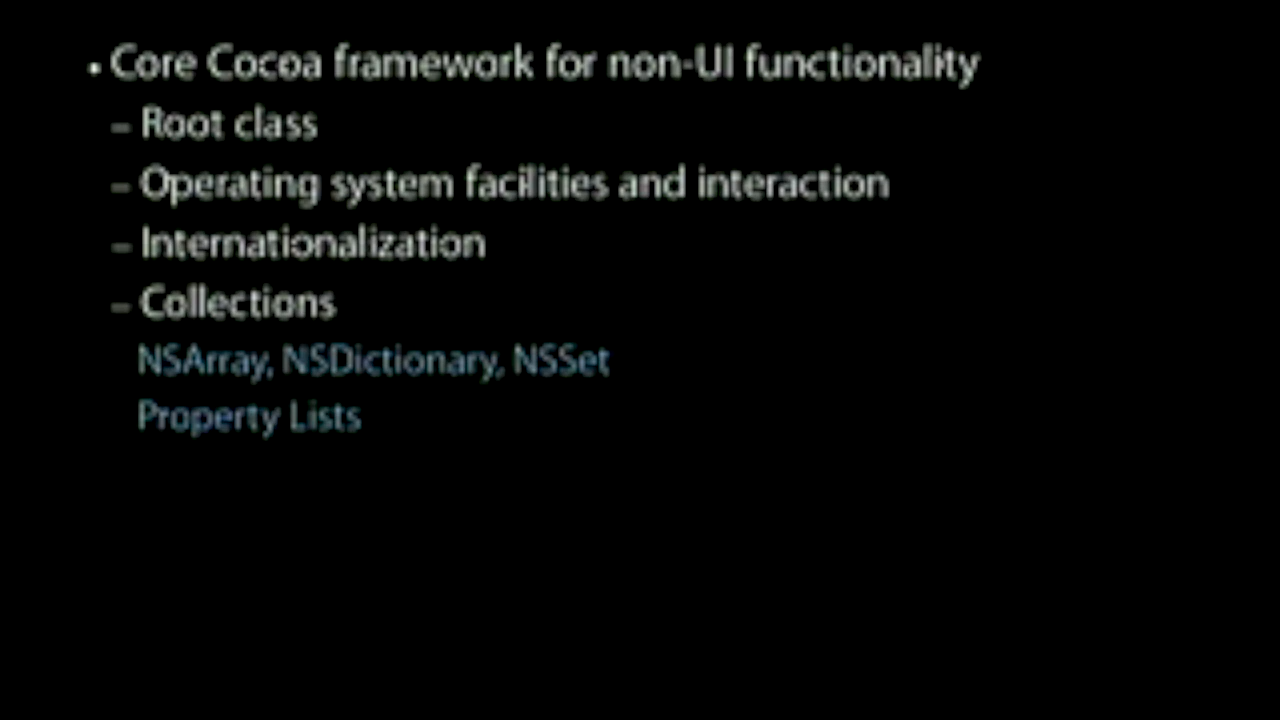 • Core Cocoa framework for non-UI functionality
– Root class
– Operating system facilities and interaction
– Internationalization
– Collections
NSArray, NSDictionary, NSSet
Property Lists